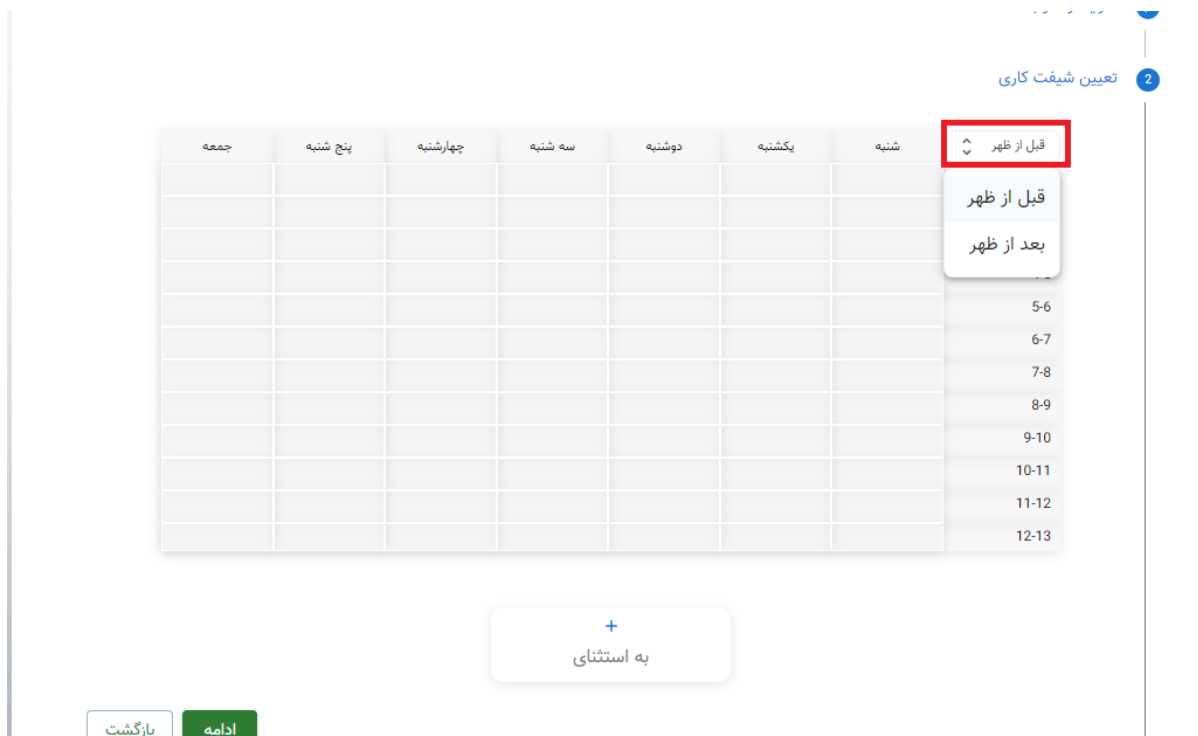 2 تعیین شیفت کاری
قبل از ظهر شنبه یکشنبه دوشنبه سه شنبه چهارشنبه پنج شنبه جمعه
قبل از ظهر
بعد از ظهر
5-6
6-7
7-8
8-9
9-10
10-11
11-12
12-13
+
به استثنای
ادامه بازگشت